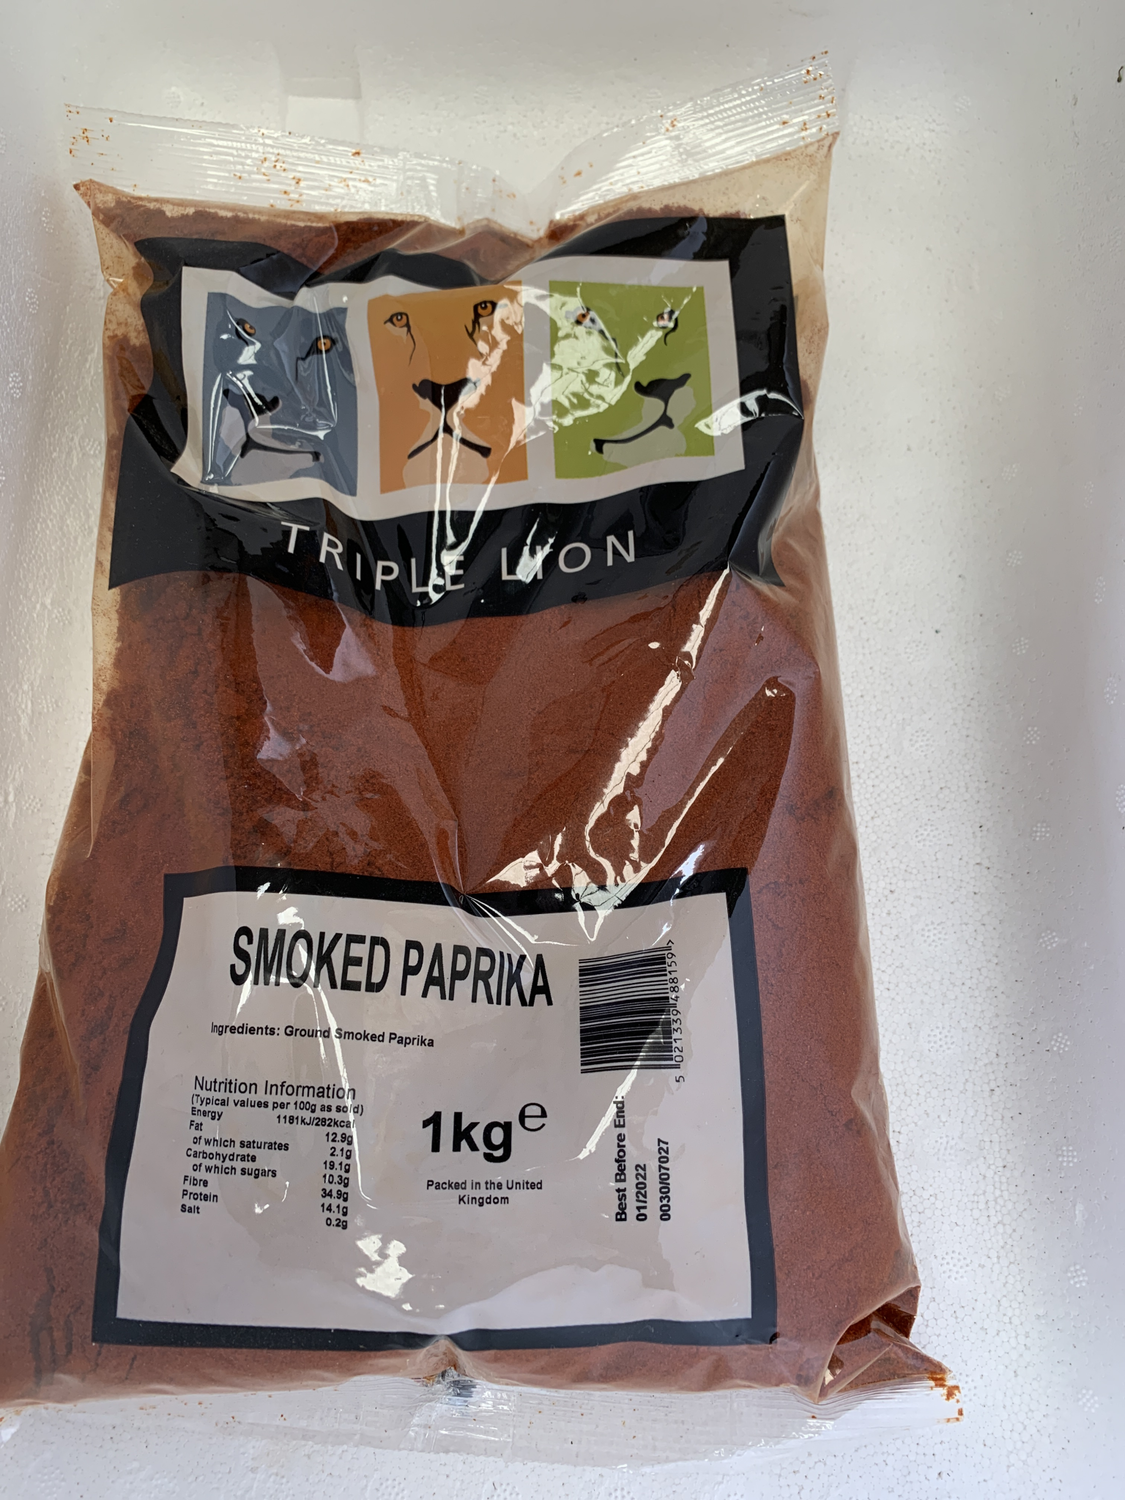 TRIPLE LION
SMOKED PAPRIKA
Ingredients: Ground Smoked Paprika
Nutrition Information
(Typical values per 100g as sold)
Energy 1181kJ/282kcal
Fat 12.9g
of which saturates 2.1g
Carbohydrate 19.1g
of which sugars 10.3g
Fibre 34.9g
Protein 14.1g
Salt 0.2g
1kg e
Packed in the United
Kingdom
5 021339 488159>
Best Before End:
01/2022
0030/07027